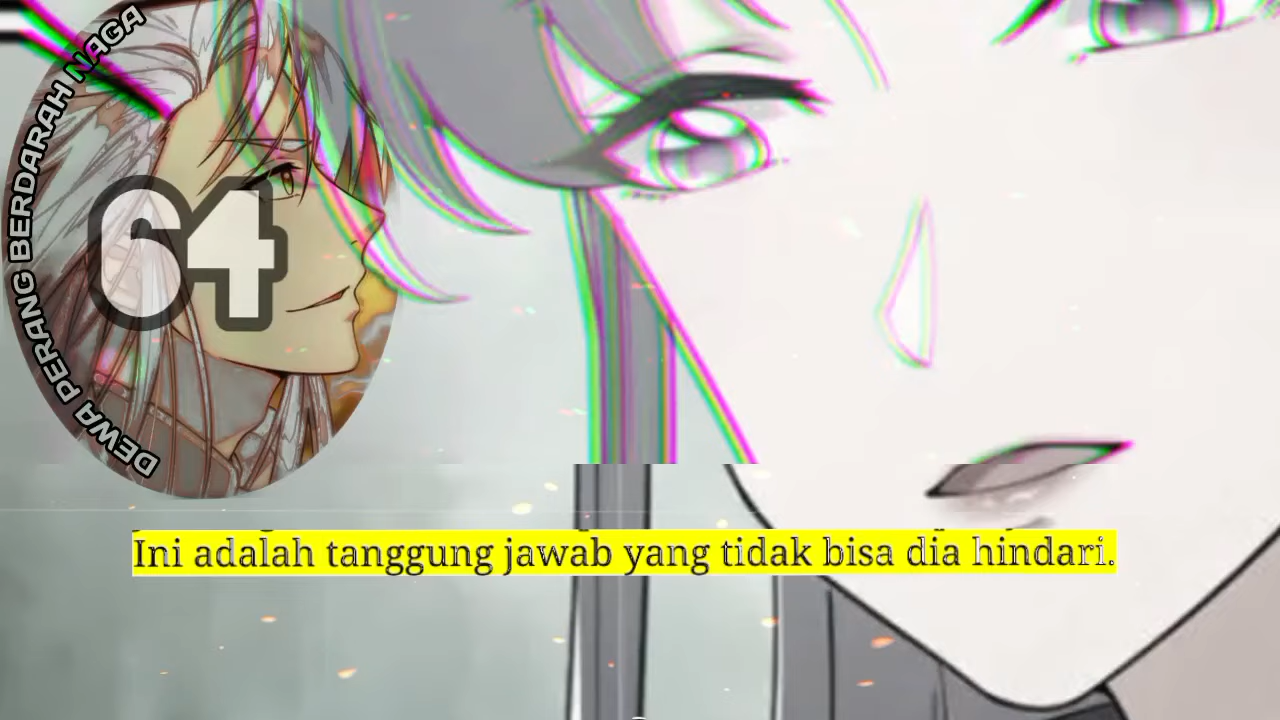 DEWA PERANG BERDARAH NAGA
64
Ini adalah tanggung jawab yang tidak bisa dia hindari.